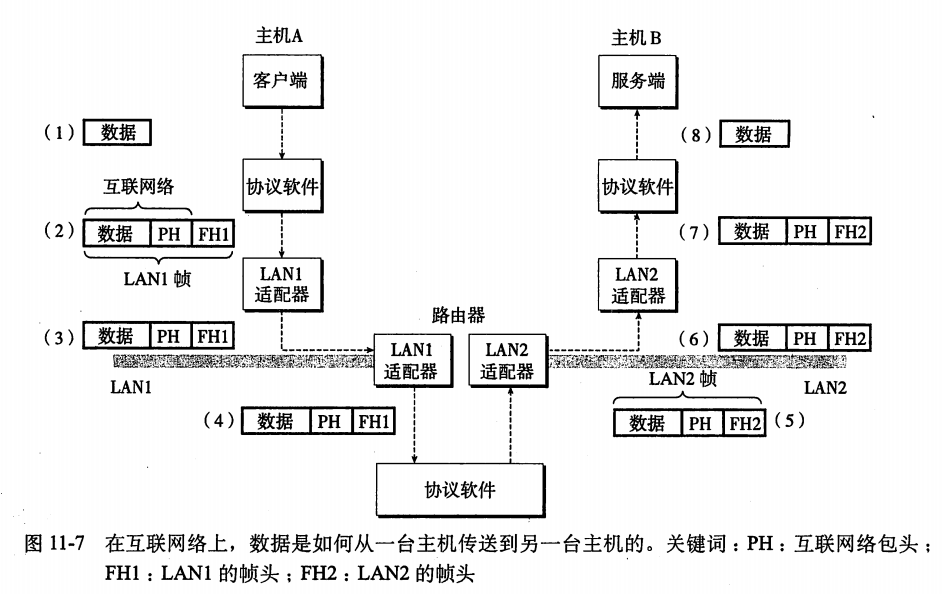 主机A
主机 B
客户端
服务端
(1) 数据
(8) 数据
协议软件
协议软件
互联网络
(2) 数据 PH FH1
(7) 数据 PH FH2
LAN1 帧
LAN1
适配器
LAN2
适配器
路由器
(3) 数据 PH FH1
(6) 数据 PH FH2
LAN1
适配器
LAN2
适配器
LAN1
LAN2 帧
LAN2
(4) 数据 PH FH1
数据 PH FH2 (5)
协议软件
图 11-7 在互联网络上，数据是如何从一台主机传送到另一台主机的。关键词：PH：互联网络包头；
FH1：LAN1 的帧头；FH2：LAN2 的帧头